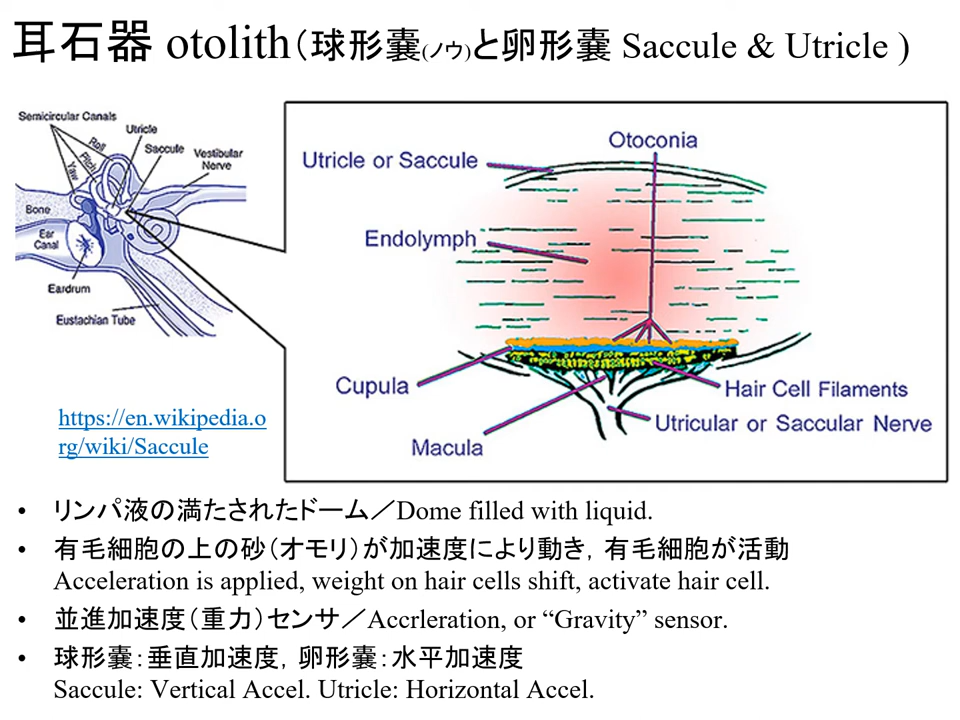 耳石器 otolith（球形嚢(ノウ)と卵形嚢 Saccule & Utricle )
Semicircular Canals
Utricle
Saccule
Vestibular
Nerve
Roll
Pitch
Yaw
Bone
Ear
Canal
Eardrum
Eustachian Tube
Otoconia
Utricle or Saccule
Endolymph
Cupula
Hair Cell Filaments
Utricular or Saccular Nerve
Macula
https://en.wikipedia.o
rg/wiki/Saccule
• リンパ液の満たされたドーム／Dome filled with liquid.
• 有毛細胞の上の砂（オモリ）が加速度により動き，有毛細胞が活動
Acceleration is applied, weight on hair cells shift, activate hair cell.
• 並進加速度（重力）センサ／Accrleration, or “Gravity” sensor.
• 球形嚢：垂直加速度，卵形嚢：水平加速度
Saccule: Vertical Accel. Utricle: Horizontal Accel.